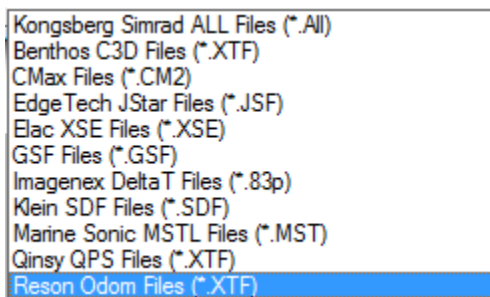 Kongsberg Simrad ALL Files (*.All)
Benthos C3D Files (*.XTF)
CMax Files (*.CM2)
EdgeTech JStar Files (*.JSF)
Elac XSE Files (*.XSE)
GSF Files (*.GSF)
Imagenex DeltaT Files (*.83p)
Klein SDF Files (*.SDF)
Marine Sonic MSTL Files (*.MST)
Qinsy QPS Files (*.XTF)
Reson Odom Files (*.XTF)